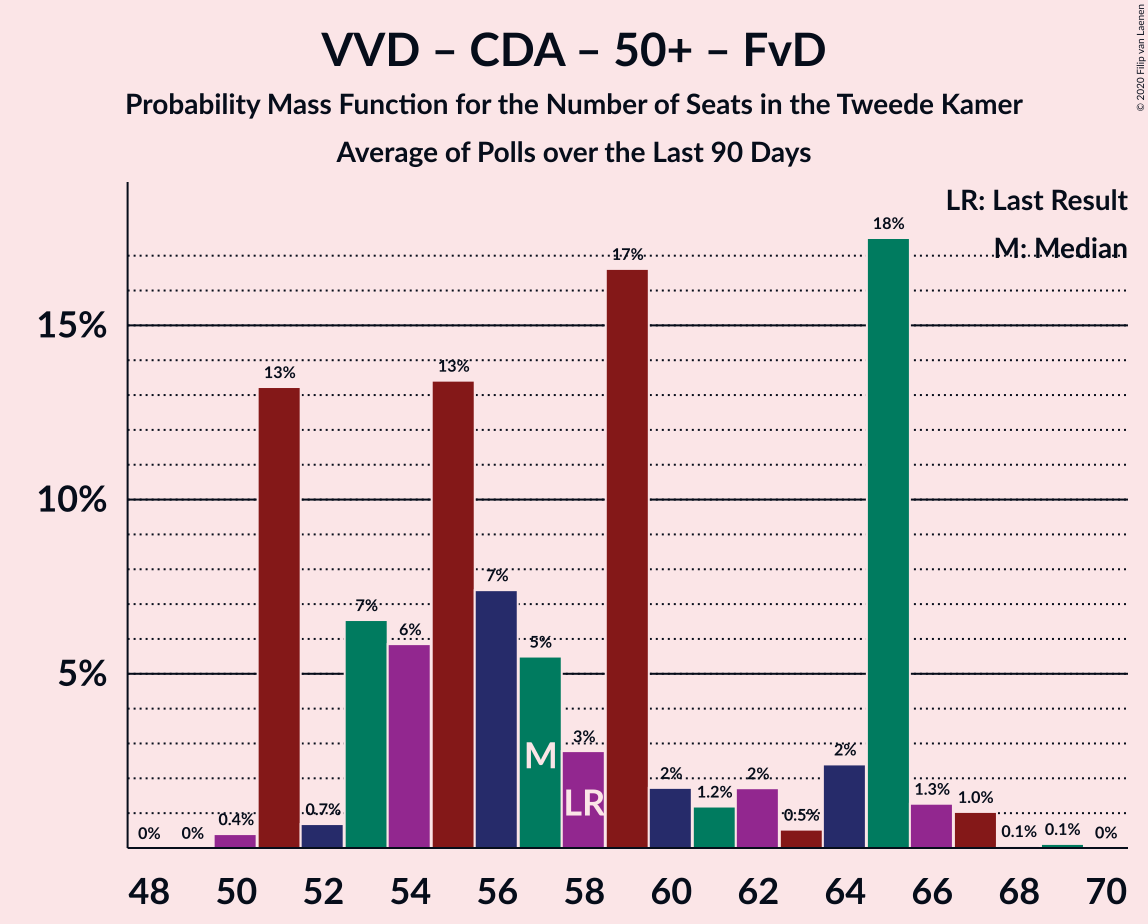 VVD – CDA – 50+ – FvD
Probability Mass Function for the Number of Seats in the Tweede Kamer
Average of Polls over the Last 90 Days
© 2020 Filip van Laenen
LR: Last Result
M: Median
15%
10%
5%
0%
0%
0.4%
13%
0.7%
7%
6%
13%
7%
5%
3%
17%
2%
1.2%
2%
0.5%
2%
18%
1.3%
1.0%
0.1%
0.1%
0%
M
LR
48 50 52 54 56 58 60 62 64 66 68 70